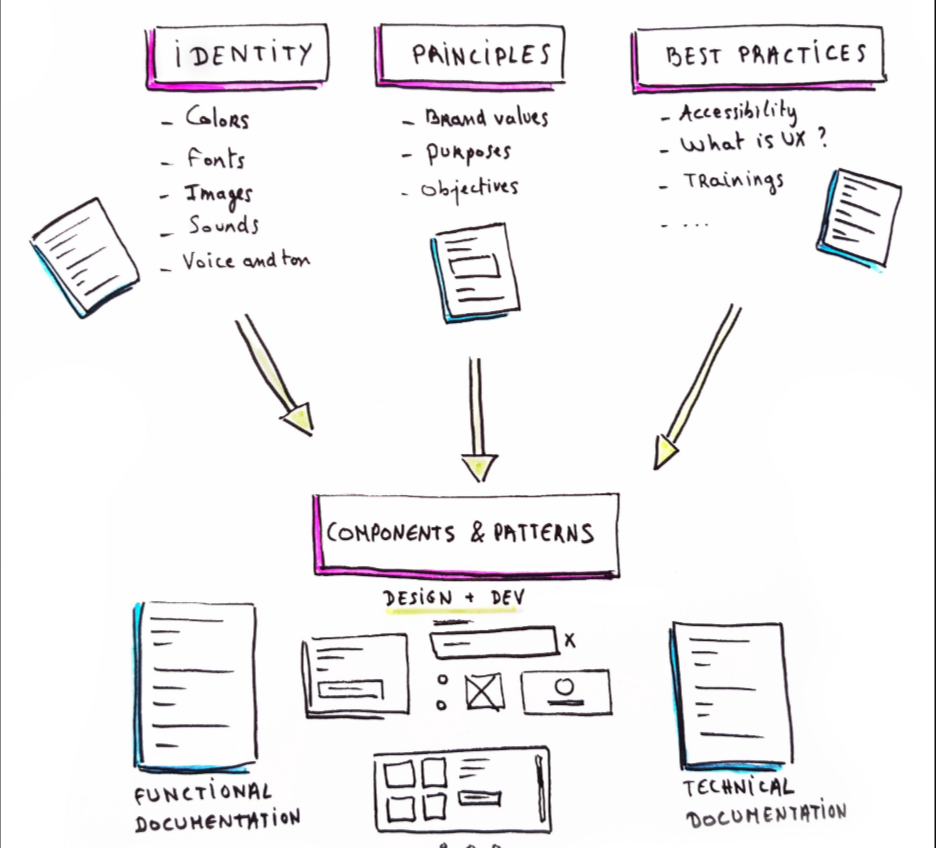 IDENTITY
- Colors
- Fonts
- Images
- Sounds
- Voice and ton
PRINCIPLES
- Brand values
- Purposes
- Objectives
BEST PRACTICES
- Accessibility
- What is UX ?
- Trainings
- ....
COMPONENTS & PATTERNS
DESIGN + DEV
X
FUNCTIONAL
DOCUMENTATION
TECHNICAL
DOCUMENTATION